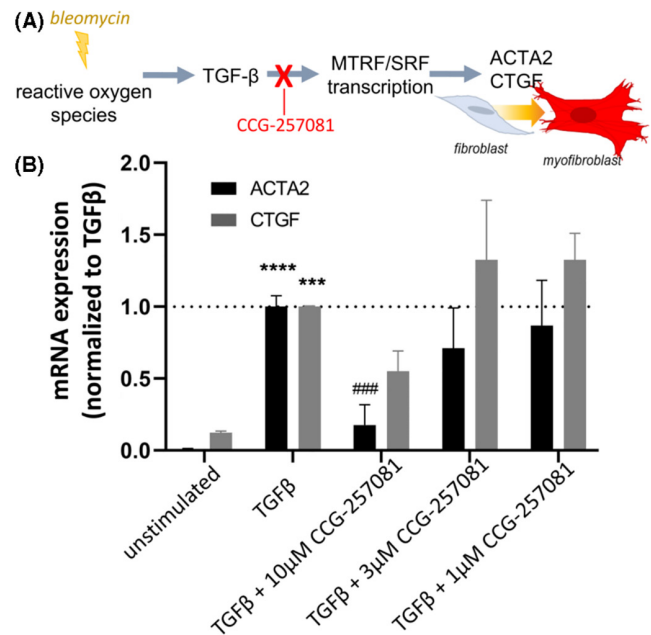 (A)
bleomycin
reactive oxygen
species
TGF-β
X
CCG-257081
MTRF/SRF
transcription
ACTA2
CTGF
fibroblast
myofibroblast
(B)
mRNA expression
(normalized to TGFβ)
2.0
1.5
1.0
0.5
0.0
ACTA2
CTGF
****
***
###
unstimulated
TGFβ
TGFβ + 10µM CCG-257081
TGFβ + 3µM CCG-257081
TGFβ + 1µM CCG-257081